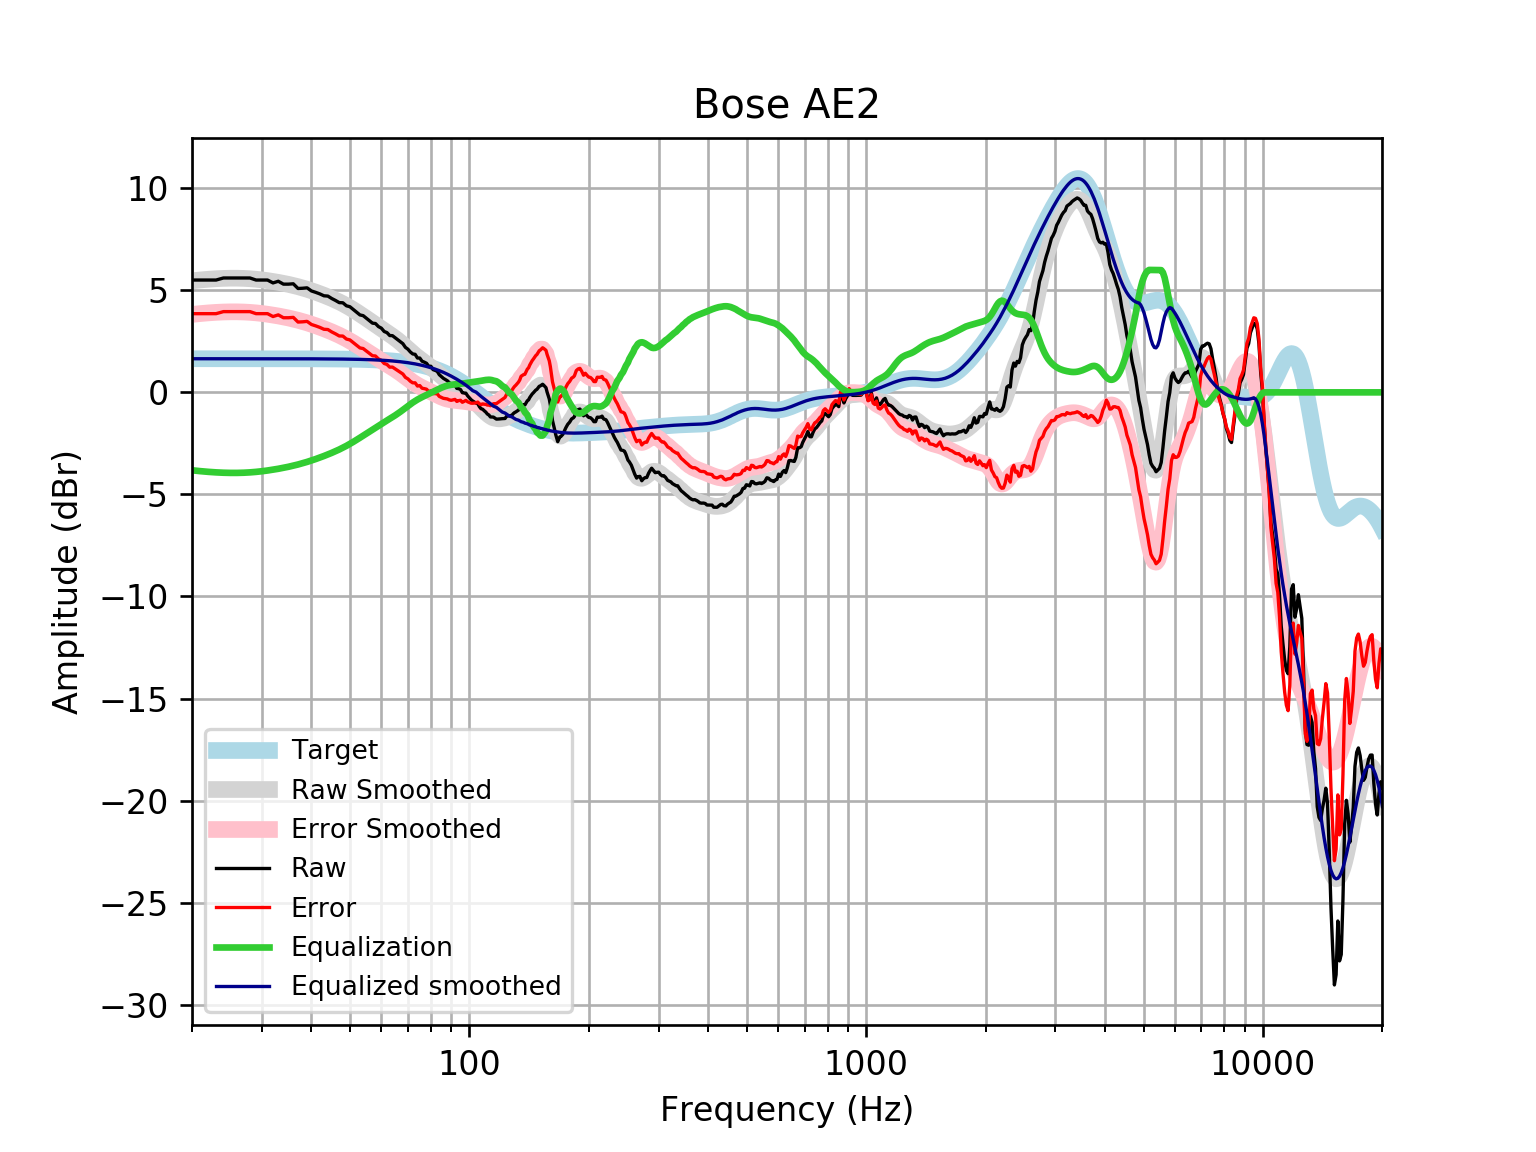 Bose AE2
10
5
0
−5
−10
−15
−20
−25
−30
Amplitude (dBr)
Target
Raw Smoothed
Error Smoothed
Raw
Error
Equalization
Equalized smoothed
100 1000 10000
Frequency (Hz)